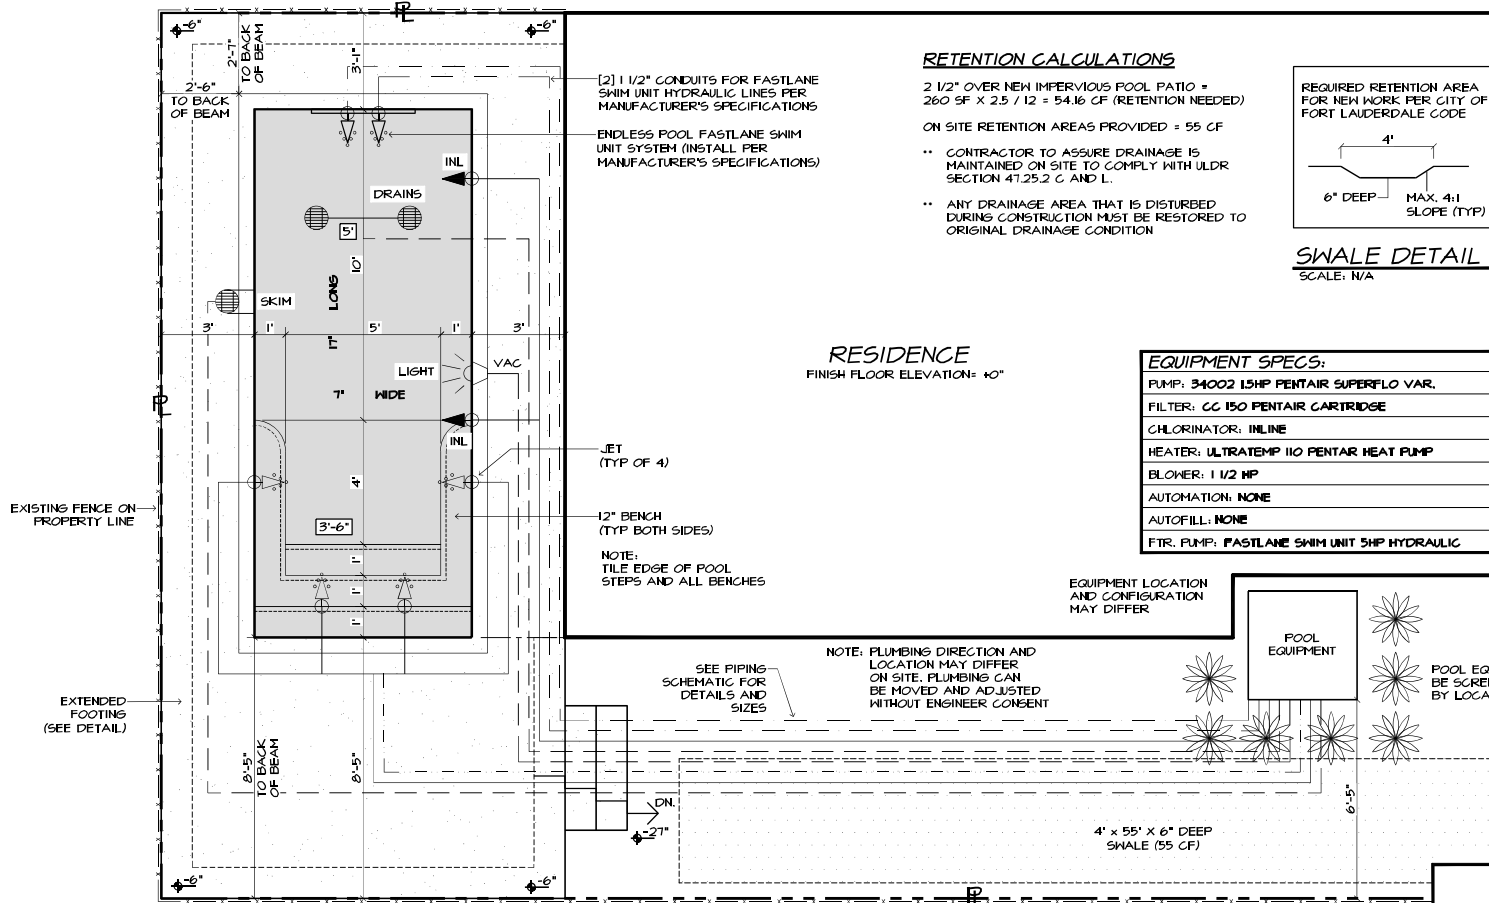 PL
-6"
-6"
2'-7"
TO BACK
OF BEAM
3'-1"
2'-6"
TO BACK
OF BEAM
[2] 1 1/2" CONDUITS FOR FASTLANE
SWIM UNIT HYDRAULIC LINES PER
MANUFACTURER'S SPECIFICATIONS
ENDLESS POOL FASTLANE SWIM
UNIT SYSTEM (INSTALL PER
MANUFACTURER'S SPECIFICATIONS)
RETENTION CALCULATIONS
2 1/2" OVER NEW IMPERVIOUS POOL PATIO =
260 SF X 2.5 / 12 = 54.16 CF (RETENTION NEEDED)
ON SITE RETENTION AREAS PROVIDED = 55 CF
** CONTRACTOR TO ASSURE DRAINAGE IS
MAINTAINED ON SITE TO COMPLY WITH ULDR
SECTION 47.25.2 C AND L.
** ANY DRAINAGE AREA THAT IS DISTURBED
DURING CONSTRUCTION MUST BE RESTORED TO
ORIGINAL DRAINAGE CONDITION
REQUIRED RETENTION AREA
FOR NEW WORK PER CITY OF
FORT LAUDERDALE CODE
4'
6" DEEP
MAX. 4:1
SLOPE (TYP)
SWALE DETAIL
SCALE: N/A
INL
DRAINS
5'
10'
17" LONG
SKIM
3'
1'
5'
1'
3'
LIGHT
VAC
7" WIDE
INL
PL
RESIDENCE
FINISH FLOOR ELEVATION= +0"
EQUIPMENT SPECS:
PUMP: 34002 1.5HP PENTAIR SUPERFLO VAR.
FILTER: CC 150 PENTAIR CARTRIDGE
CHLORINATOR: INLINE
HEATER: ULTRATEMP 110 PENTAR HEAT PUMP
BLOWER: 1 1/2 HP
AUTOMATION: NONE
AUTOFILL: NONE
FTR. PUMP: FASTLANE SWIM UNIT 5HP HYDRAULIC
JET
(TYP OF 4)
4'
EXISTING FENCE ON
PROPERTY LINE
3'-6"
12" BENCH
(TYP BOTH SIDES)
NOTE:
TILE EDGE OF POOL
STEPS AND ALL BENCHES
1'
1'
1'
EQUIPMENT LOCATION
AND CONFIGURATION
MAY DIFFER
POOL
EQUIPMENT
NOTE: PLUMBING DIRECTION AND
LOCATION MAY DIFFER
ON SITE. PLUMBING CAN
BE MOVED AND ADJUSTED
WITHOUT ENGINEER CONSENT
SEE PIPING
SCHEMATIC FOR
DETAILS AND
SIZES
POOL EQ
BE SCRE
BY LOCA
EXTENDED
FOOTING
(SEE DETAIL)
8'-5"
TO BACK
OF BEAM
8'-5"
DN.
-27"
6'-5"
4' x 55' X 6" DEEP
SWALE (55 CF)
-6"
-6"
PL